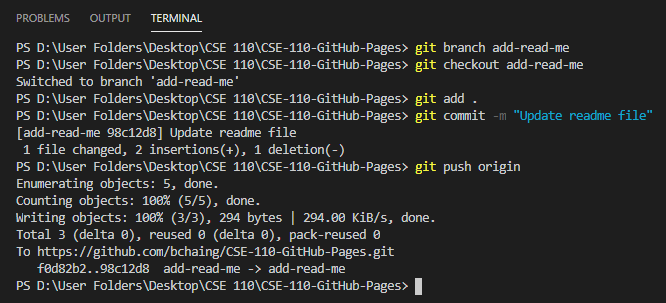 PROBLEMS OUTPUT TERMINAL
PS D:\User Folders\Desktop\CSE 110\CSE-110-GitHub-Pages> git branch add-read-me
PS D:\User Folders\Desktop\CSE 110\CSE-110-GitHub-Pages> git checkout add-read-me
Switched to branch 'add-read-me'
PS D:\User Folders\Desktop\CSE 110\CSE-110-GitHub-Pages> git add .
PS D:\User Folders\Desktop\CSE 110\CSE-110-GitHub-Pages> git commit -m "Update readme file"
[add-read-me 98c12d8] Update readme file
 1 file changed, 2 insertions(+), 1 deletion(-)
PS D:\User Folders\Desktop\CSE 110\CSE-110-GitHub-Pages> git push origin
Enumerating objects: 5, done.
Counting objects: 100% (5/5), done.
Writing objects: 100% (3/3), 294 bytes | 294.00 KiB/s, done.
Total 3 (delta 0), reused 0 (delta 0), pack-reused 0
To https://github.com/bchaing/CSE-110-GitHub-Pages.git
   f0d82b2..98c12d8  add-read-me -> add-read-me
PS D:\User Folders\Desktop\CSE 110\CSE-110-GitHub-Pages>